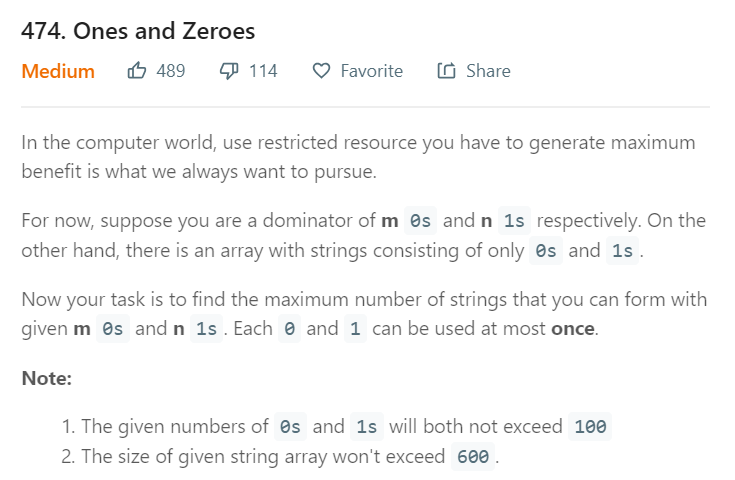 474. Ones and Zeroes
Medium 489 114 Favorite Share
In the computer world, use restricted resource you have to generate maximum
benefit is what we always want to pursue.
For now, suppose you are a dominator of m 0s and n 1s respectively. On the
other hand, there is an array with strings consisting of only 0s and 1s .
Now your task is to find the maximum number of strings that you can form with
given m 0s and n 1s . Each 0 and 1 can be used at most once.
Note:
1. The given numbers of 0s and 1s will both not exceed 100
2. The size of given string array won't exceed 600 .